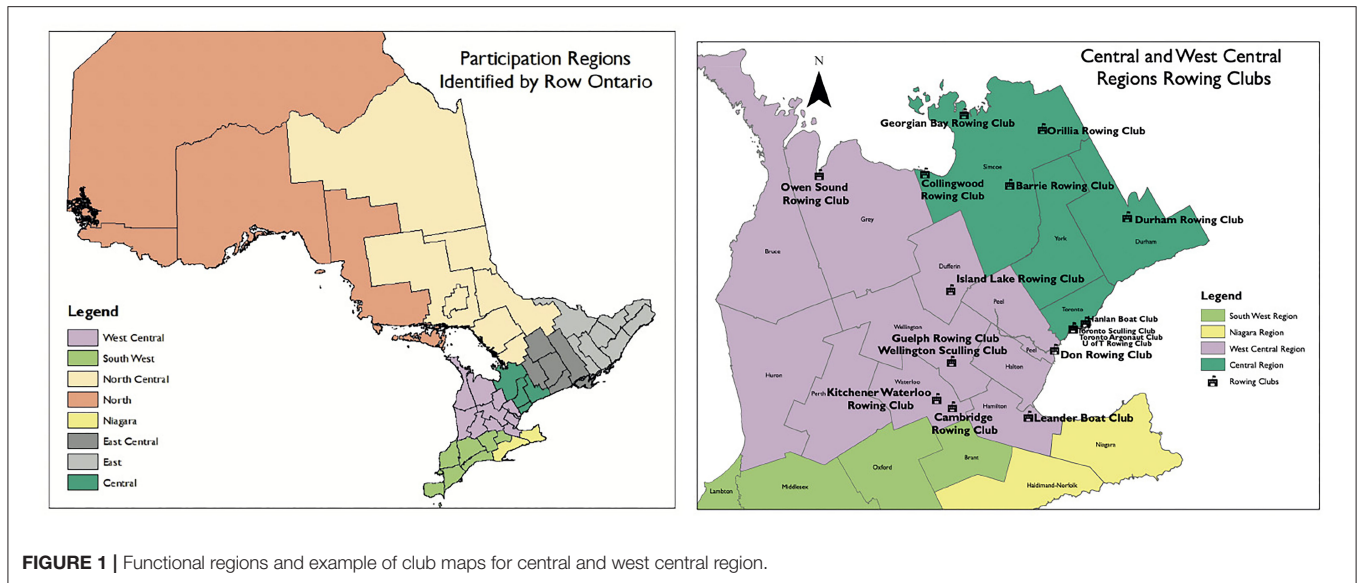 Participation Regions
Identified by Row Ontario
Legend
West Central
South West
North Central
North
Niagara
East Central
East
Central
Central and West Central
Regions Rowing Clubs
N
Georgian Bay Rowing Club
Orillia Rowing Club
Simcoe
Owen Sound
Rowing Club
Collingwood
Rowing Club
Barrie Rowing Club
Grey
Durham Rowing Club
York
Durham
Bruce
Dufferin
Island Lake Rowing Club
Peel
Toronto
Hanlan Boat Club
Toronto Sculling Club
Toronto Argonaut Club
U of T Rowing Club
Wellington
Guelph Rowing Club
Wellington Sculling Club
Peel
Don Rowing Club
Halton
Huron
Perth
Waterloo
Kitchener Waterloo
Rowing Club
Cambridge
Rowing Club
Hamilton
Leander Boat Club
Niagara
Brant
Oxford
Haldimand-Norfolk
Middlesex
Lambton
Legend
South West Region
Niagara Region
West Central Region
Central Region
Rowing Clubs
FIGURE 1 | Functional regions and example of club maps for central and west central region.